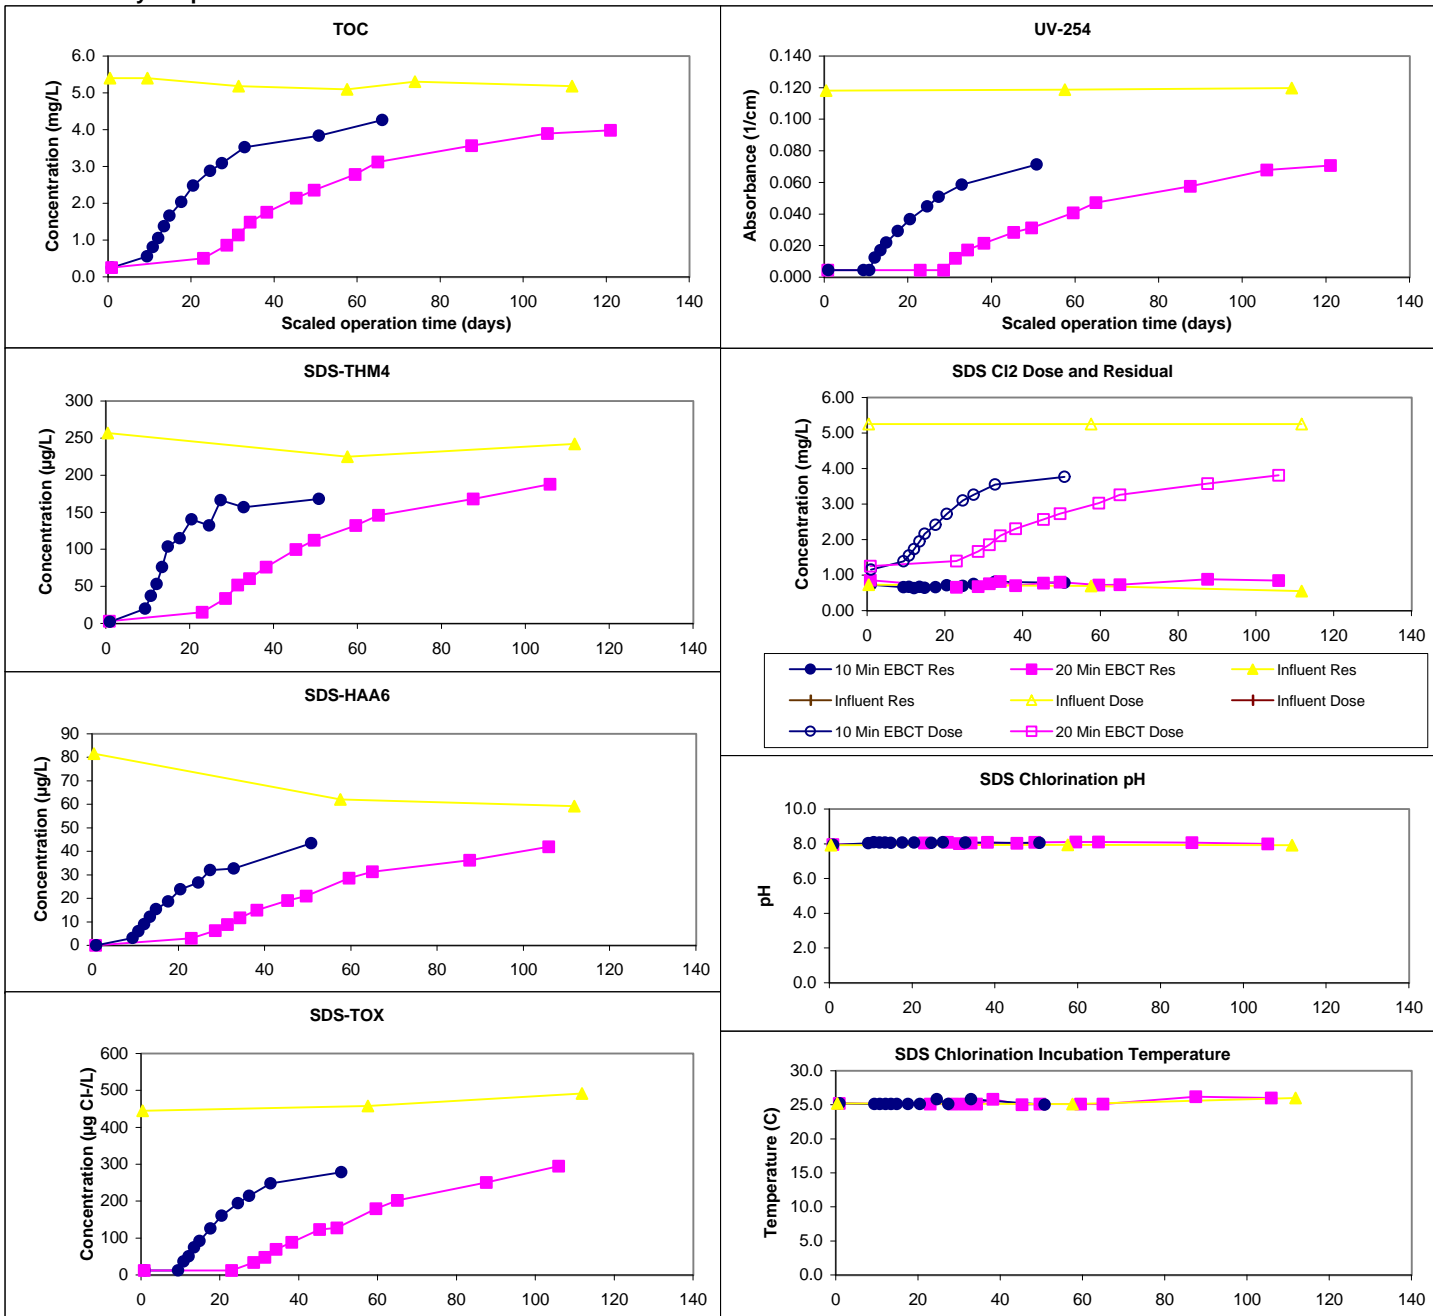 TOC
6.0
5.0
4.0
3.0
2.0
1.0
0.0
Concentration (mg/L)
0 20 40 60 80 100 120 140
Scaled operation time (days)
UV-254
0.140
0.120
0.100
0.080
0.060
0.040
0.020
0.000
Absorbance (1/cm)
0 20 40 60 80 100 120 140
Scaled operation time (days)
SDS-THM4
300
250
200
150
100
50
0
Concentration (µg/L)
0 20 40 60 80 100 120 140
SDS Cl2 Dose and Residual
6.00
5.00
4.00
3.00
2.00
1.00
0.00
Concentration (mg/L)
0 20 40 60 80 100 120 140
10 Min EBCT Res 20 Min EBCT Res Influent Res
Influent Res Influent Dose Influent Dose
10 Min EBCT Dose 20 Min EBCT Dose
SDS-HAA6
90
80
70
60
50
40
30
20
10
0
Concentration (µg/L)
0 20 40 60 80 100 120 140
SDS Chlorination pH
10.0
8.0
6.0
4.0
2.0
0.0
pH
0 20 40 60 80 100 120 140
SDS-TOX
600
500
400
300
200
100
0
Concentration (µg Cl-/L)
0 20 40 60 80 100 120 140
SDS Chlorination Incubation Temperature
30.0
25.0
20.0
15.0
10.0
5.0
0.0
Temperature (C)
0 20 40 60 80 100 120 140